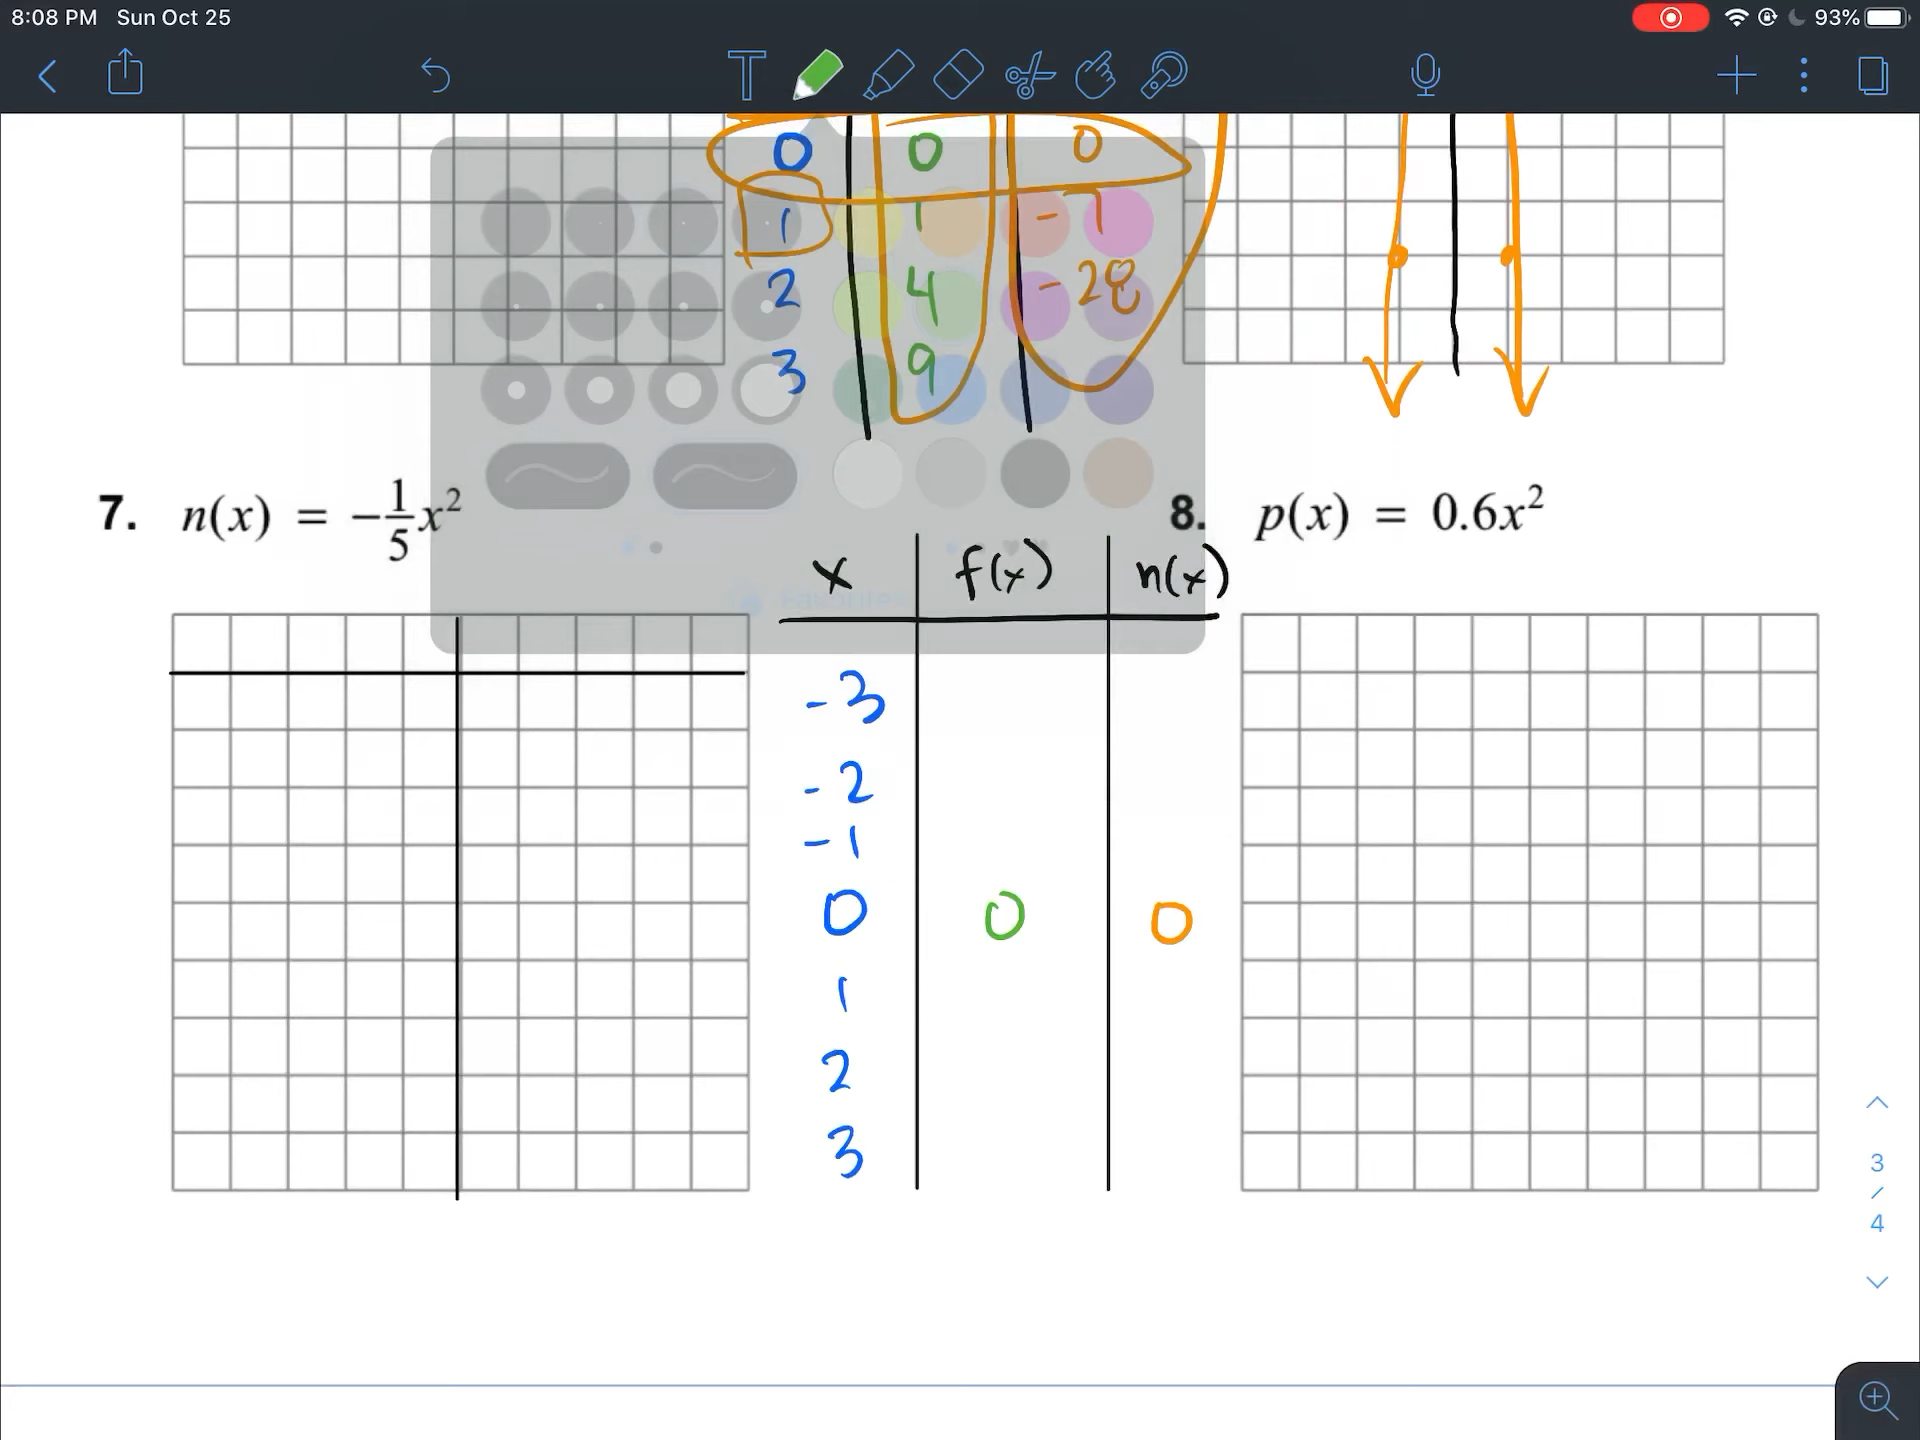 8:08 PM Sun Oct 25
93%
T
0 0 0
1 1 -7
2 4 -28
3 9
7. n(x) = -1/5x²
8. p(x) = 0.6x²
x f(x) n(x)
Favorites
-3
-2
-1
0 0 0
1
2
3
3
/
4